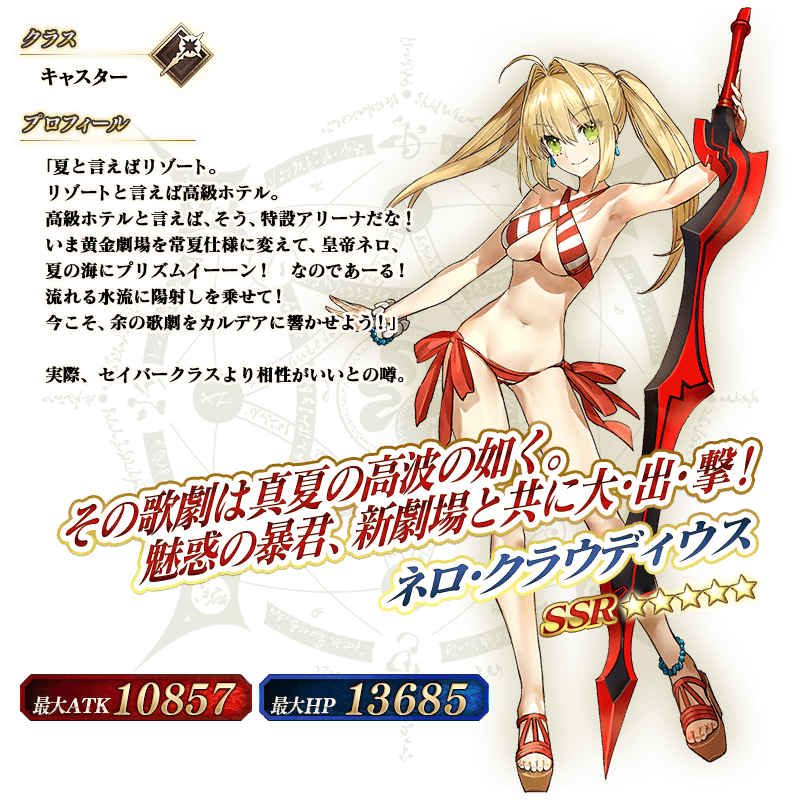 クラス
キャスター
プロフィール
「夏と言えばリゾート。
リゾートと言えば高級ホテル。
高級ホテルと言えば、そう、特設アリーナだな！
いま黄金劇場を常夏仕様に変えて、皇帝ネロ、
夏の海にプリズムイーーン！　なのであーる！
流れる水流に陽射しを乗せて！
今こそ、余の歌劇をカルデアに響かせよう！」
実際、セイバークラスより相性がいいとの噂。
その歌劇は真夏の高波の如く。
魅惑の暴君、新劇場と共に大・出・撃！
ネロ・クラウディウス
SSR ★★★★★
最大ATK 10857
最大HP 13685